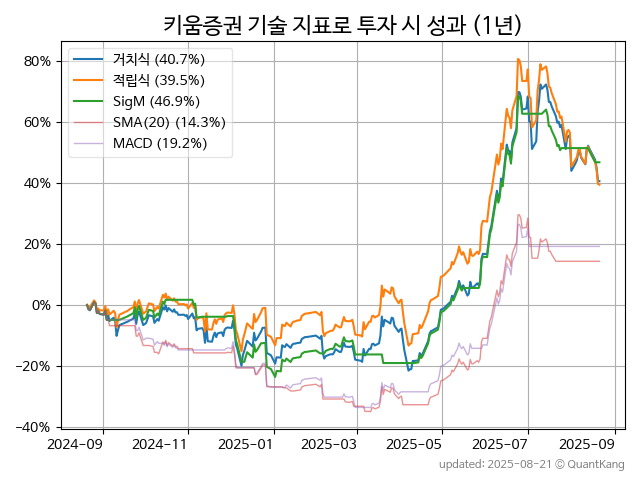 키움증권 기술 지표로 투자 시 성과 (1년)
80%
60%
40%
20%
0%
−20%
−40%
거치식 (40.7%)
적립식 (39.5%)
SigM (46.9%)
SMA(20) (14.3%)
MACD (19.2%)
2024-09 2024-11 2025-01 2025-03 2025-05 2025-07 2025-09
updated: 2025-08-21 © QuantKang